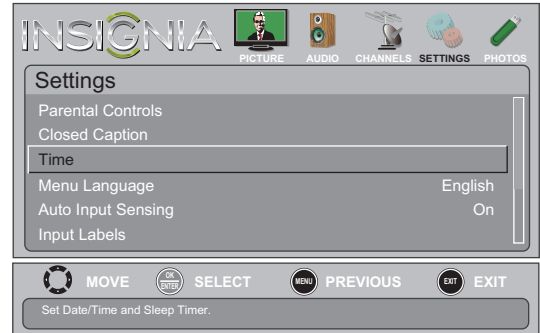 INSIGNIA
PICTURE AUDIO CHANNELS SETTINGS PHOTOS
Settings
Parental Controls
Closed Caption
Time
Menu Language English
Auto Input Sensing On
Input Labels
MOVE OK ENTER SELECT MENU PREVIOUS EXIT EXIT
Set Date/Time and Sleep Timer.